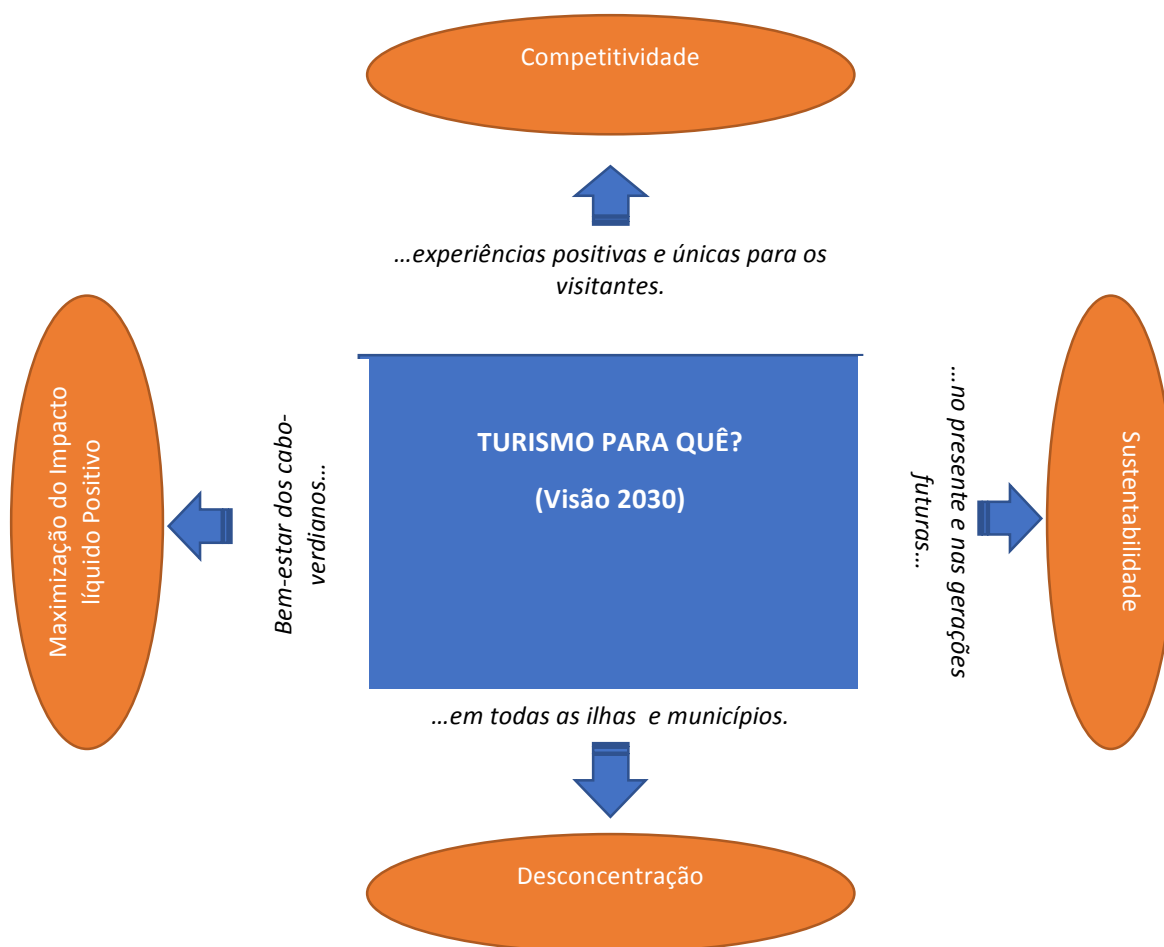 Competitividade
...experiências positivas e únicas para os
visitantes.
Maximização do Impacto
líquido Positivo
Bem-estar dos cabo-
verdianos...
TURISMO PARA QUÊ?
(Visão 2030)
...no presente e nas gerações
futuras...
Sustentabilidade
...em todas as ilhas e municípios.
Desconcentração